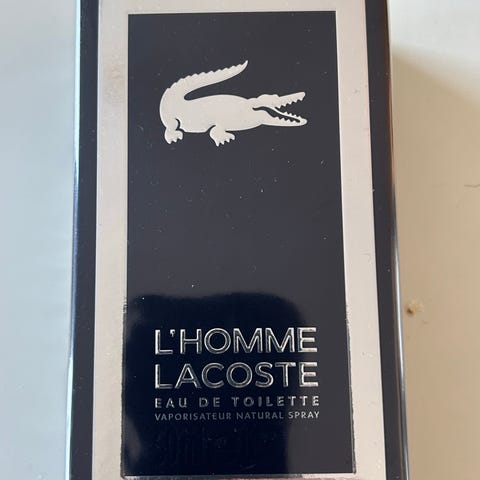 L'HOMME
LACOSTE
EAU DE TOILETTE
VAPORISATEUR NATURAL SPRAY